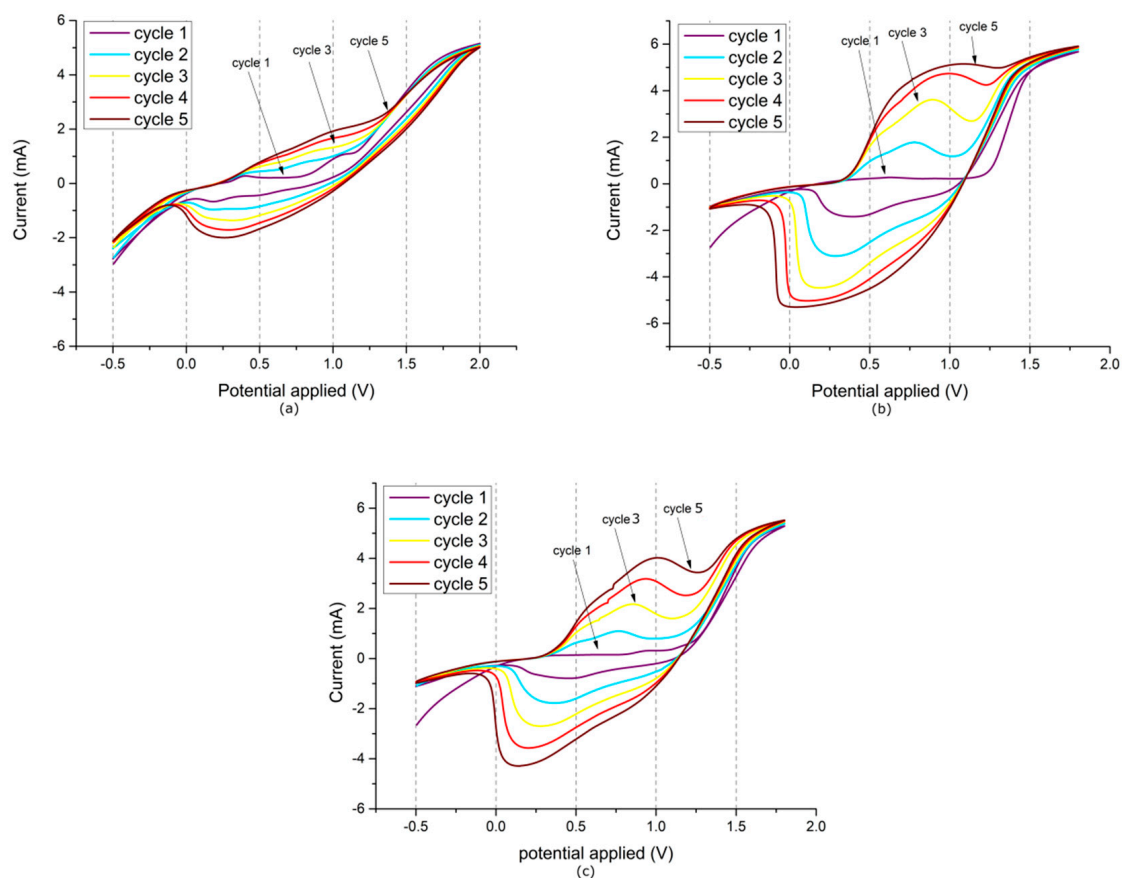 cycle 1
cycle 2
cycle 3
cycle 4
cycle 5
cycle 1
cycle 3
cycle 5
6
4
2
0
-2
-4
-6
Current (mA)
-0.5 0.0 0.5 1.0 1.5 2.0
Potential applied (V)
(a)
cycle 1
cycle 2
cycle 3
cycle 4
cycle 5
cycle 1
cycle 3
cycle 5
6
4
2
0
-2
-4
-6
Current (mA)
-0.5 0.0 0.5 1.0 1.5 2.0
Potential applied (V)
(b)
cycle 1
cycle 2
cycle 3
cycle 4
cycle 5
cycle 1
cycle 3
cycle 5
6
4
2
0
-2
-4
-6
Current (mA)
-0.5 0.0 0.5 1.0 1.5 2.0
potential applied (V)
(c)